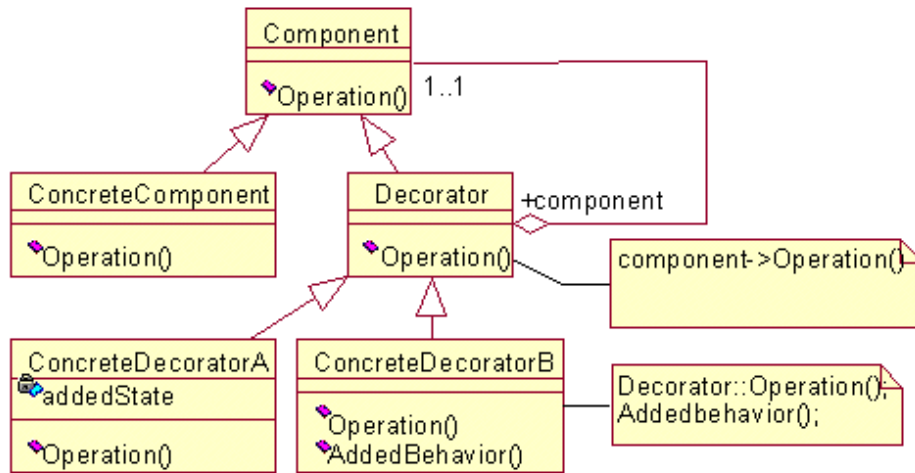 Component
Operation()
1..1
ConcreteComponent
Operation()
Decorator
Operation()
+component
component->Operation()
ConcreteDecoratorA
addedState
Operation()
ConcreteDecoratorB
Operation()
AddedBehavior()
Decorator::Operation();
Addedbehavior();